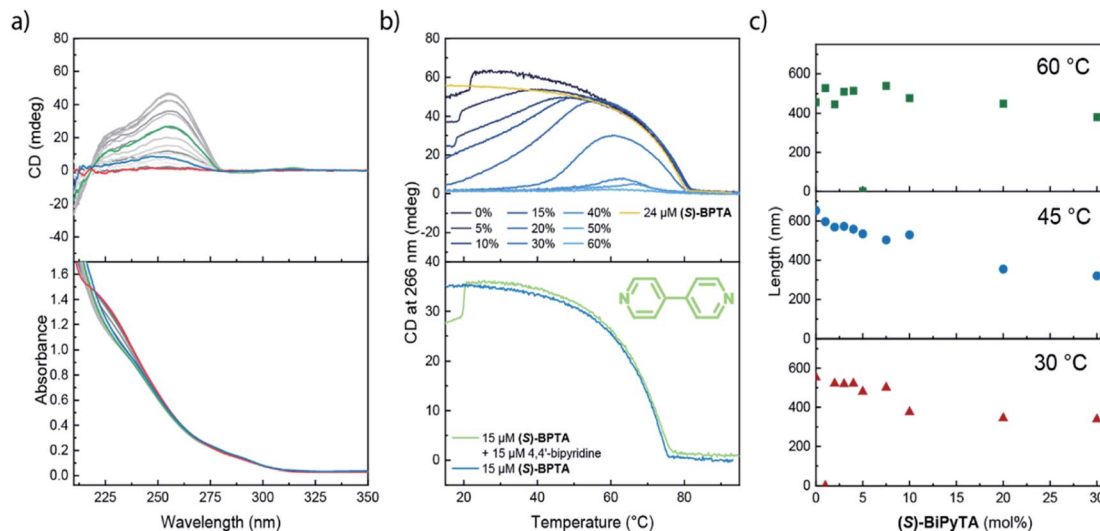 a)
80
60
40
20
0
-20
-40
CD (mdeg)
1.6
1.4
1.2
1.0
0.8
0.6
0.4
0.2
0.0
Absorbance
225 250 275 300 325 350
Wavelength (nm)
b)
80
60
40
20
0
0% 15% 40% 24 µM (S)-BPTA
5% 20% 50%
10% 30% 60%
40
30
20
10
0
CD at 266 nm (mdeg)
N N
15 µM (S)-BPTA
+ 15 µM 4,4'-bipyridine
15 µM (S)-BPTA
20 40 60 80
Temperature (°C)
c)
60 °C
600
400
200
0
45 °C
600
400
200
0
Length (nm)
30 °C
600
400
200
0
0 5 10 15 20 25 30
(S)-BiPyTA (mol%)